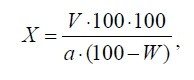 X = V·100·100 / a·(100−W),